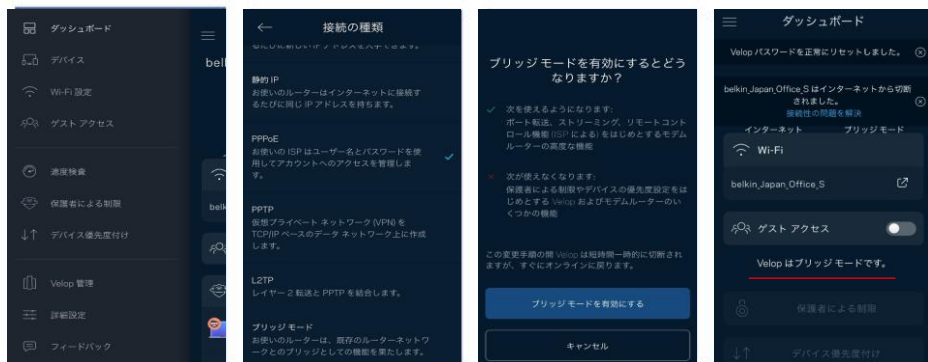 ダッシュボード
デバイス
Wi-Fi 設定
ゲスト アクセス
速度検査
保護者による制限
デバイス優先度付け
Velop 管理
詳細設定
フィードバック
bel
belk
接続の種類
静的 IP
お使いのルーターはインターネットに接続す
るたびに同じ IP アドレスを持ちます。
PPPoE
お使いの ISP はユーザー名とパスワードを使
用してアカウントへのアクセスを管理しま
す。
PPTP
仮想プライベート ネットワーク (VPN) を
TCP/IP ベースのデータ ネットワーク上に作成
します。
L2TP
レイヤー 2 転送と PPTP を結合します。
ブリッジ モード
お使いのルーターは、既存のルーターネットワ
ークとのブリッジとしての機能を果たします。
ブリッジ モードを有効にするとどう
なりますか？
次を使えるようになります:
ポート転送、ストリーミング、リモートコント
ロール機能 (ISP による) をはじめとするモデム
ルーターの高度な機能
次が使えなくなります:
保護者による制限やデバイスの優先度設定をは
じめとする Velop およびモデムルーターのい
くつかの機能
この変更手順の間 Velop は短時間一時的に切断され
ますが、すぐにオンラインに戻ります。
ブリッジ モードを有効にする
キャンセル
ダッシュボード
Velop パスワードを正常にリセットしました。
belkin_Japan_Office_S はインターネットから切断
されました。
接続性の問題を解決
インターネット ブリッジ モード
Wi-Fi
belkin_Japan_Office_S
ゲスト アクセス
Velop はブリッジ モードです。
保護者による制限
デバイス優先度付け